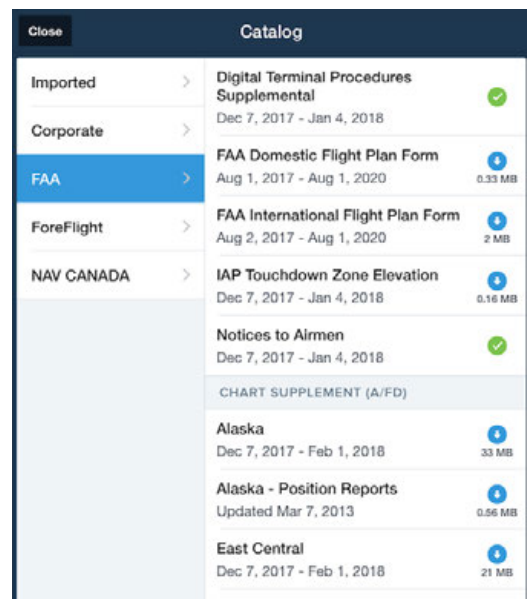 Close
Catalog
Imported
Corporate
FAA
ForeFlight
NAV CANADA
Digital Terminal Procedures
Supplemental
Dec 7, 2017 - Jan 4, 2018
FAA Domestic Flight Plan Form
Aug 1, 2017 - Aug 1, 2020
0.33 MB
FAA International Flight Plan Form
Aug 2, 2017 - Aug 1, 2020
2 MB
IAP Touchdown Zone Elevation
Dec 7, 2017 - Jan 4, 2018
0.16 MB
Notices to Airmen
Dec 7, 2017 - Jan 4, 2018
CHART SUPPLEMENT (A/FD)
Alaska
Dec 7, 2017 - Feb 1, 2018
33 MB
Alaska - Position Reports
Updated Mar 7, 2013
0.56 MB
East Central
Dec 7, 2017 - Feb 1, 2018
21 MB